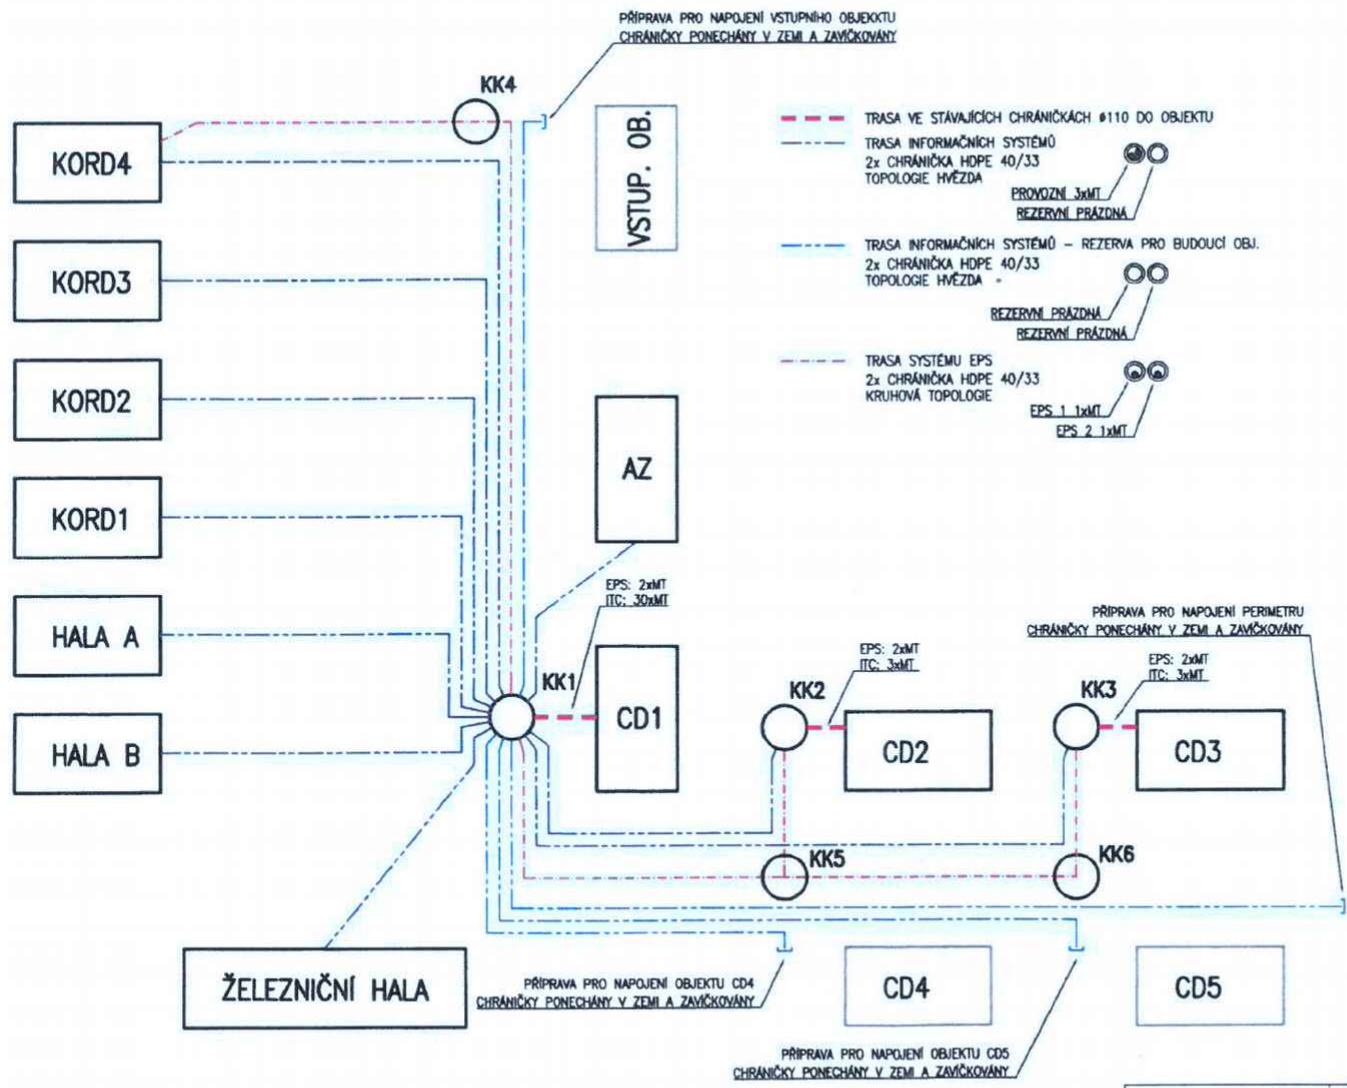 PŘÍPRAVA PRO NAPOJENÍ VSTUPNÍHO OBJEKKTU
CHRÁNIČKY PONECHÁNY V ZEMI A ZAVÍČKOVÁNY
KK4
KORD4
VSTUP. OB.
TRASA VE STÁVAJÍCÍCH CHRÁNIČKÁCH ø110 DO OBJEKTU
TRASA INFORMAČNÍCH SYSTÉMŮ
2x CHRÁNIČKA HDPE 40/33
TOPOLOGIE HVĚZDA
PROVOZNÍ 3xMT
REZERVNÍ PRÁZDNÁ
TRASA INFORMAČNÍCH SYSTÉMŮ – REZERVA PRO BUDOUCÍ OBJ.
2x CHRÁNIČKA HDPE 40/33
TOPOLOGIE HVĚZDA -
REZERVNÍ PRÁZDNÁ
REZERVNÍ PRÁZDNÁ
TRASA SYSTÉMU EPS
2x CHRÁNIČKA HDPE 40/33
KRUHOVÁ TOPOLOGIE
EPS 1 1xMT
EPS 2 1xMT
KORD3
KORD2
AZ
KORD1
EPS: 2xMT
ITC: 30xMT
HALA A
PŘÍPRAVA PRO NAPOJENÍ PERIMETRU
CHRÁNIČKY PONECHÁNY V ZEMI A ZAVÍČKOVÁNY
KK1
CD1
EPS: 2xMT
ITC: 3xMT
KK2
CD2
EPS: 2xMT
ITC: 3xMT
KK3
CD3
HALA B
KK5
KK6
ŽELEZNIČNÍ HALA
PŘÍPRAVA PRO NAPOJENÍ OBJEKTU CD4
CHRÁNIČKY PONECHÁNY V ZEMI A ZAVÍČKOVÁNY
CD4
CD5
PŘÍPRAVA PRO NAPOJENÍ OBJEKTU CD5
CHRÁNIČKY PONECHÁNY V ZEMI A ZAVÍČKOVÁNY